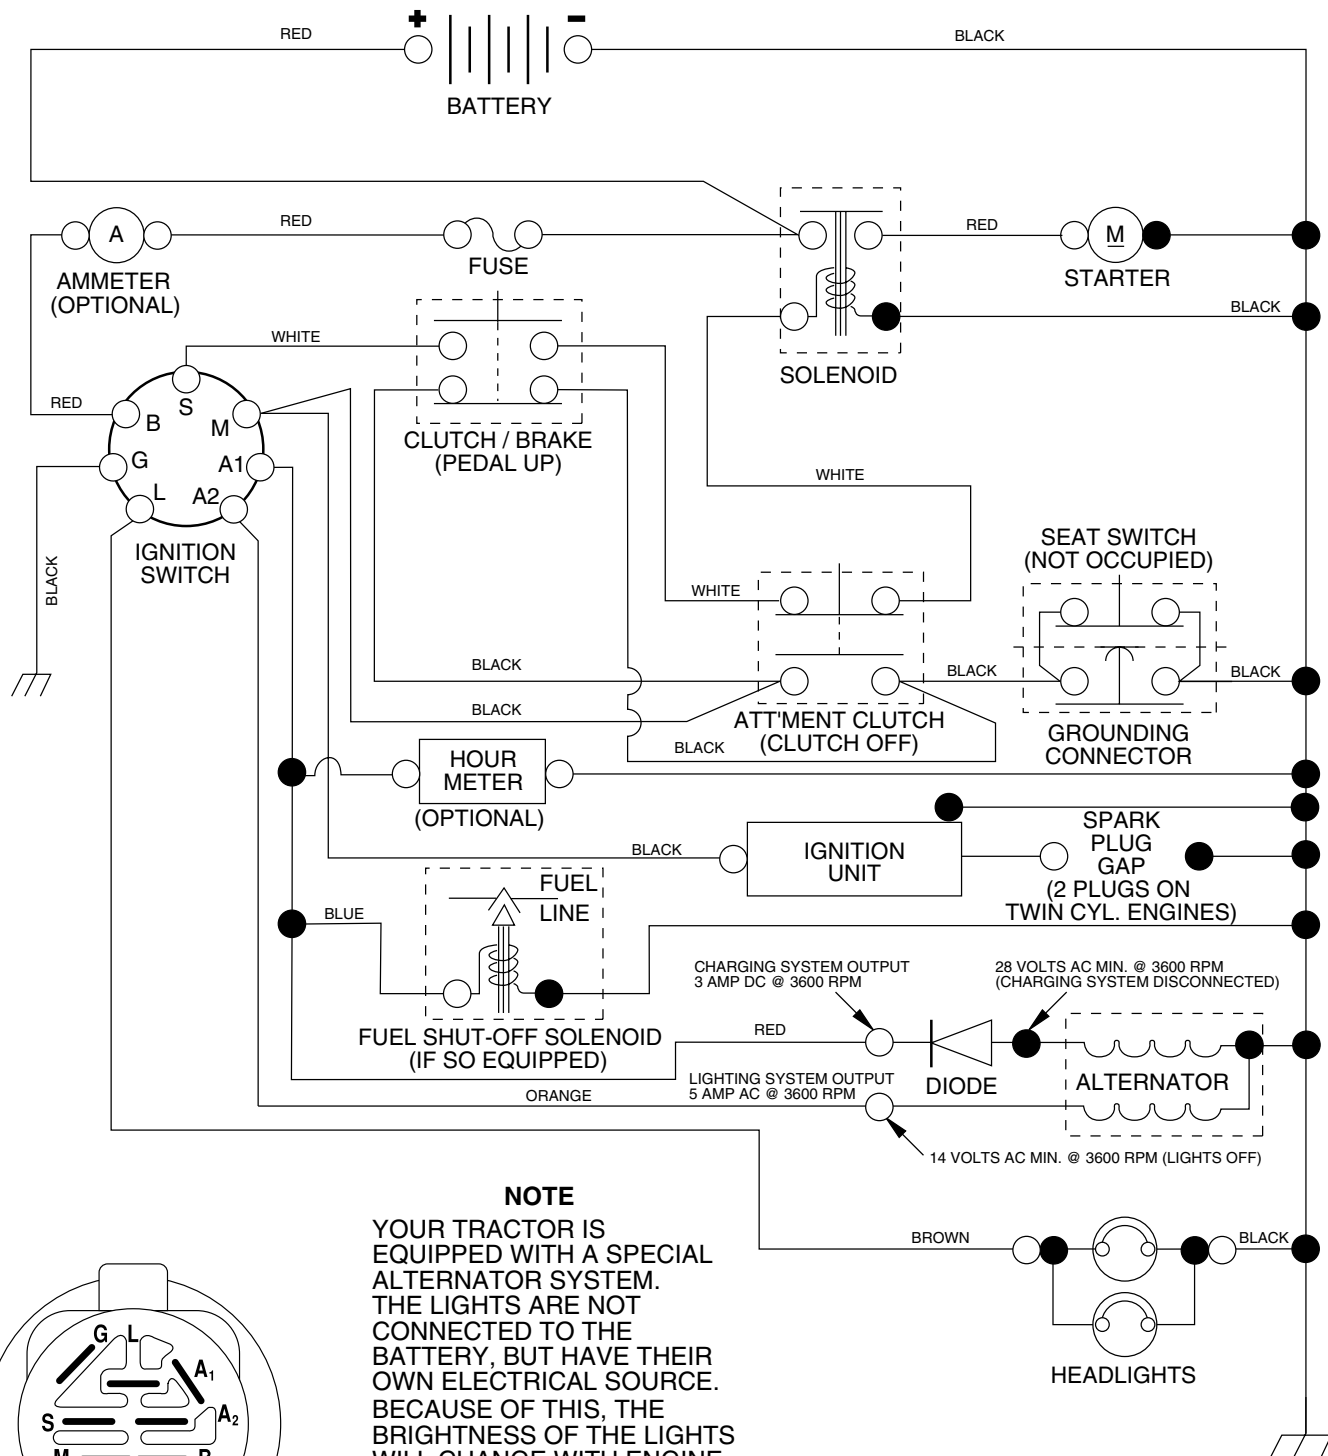 + −
RED
BLACK
BATTERY
A
RED
RED
M
AMMETER
(OPTIONAL)
FUSE
STARTER
BLACK
WHITE
SOLENOID
RED
S
B
M
CLUTCH / BRAKE
(PEDAL UP)
G
A1
L
A2
WHITE
IGNITION
SWITCH
BLACK
SEAT SWITCH
(NOT OCCUPIED)
WHITE
BLACK
BLACK
BLACK
BLACK
ATT'MENT CLUTCH
(CLUTCH OFF)
BLACK
GROUNDING
CONNECTOR
HOUR
METER
(OPTIONAL)
BLACK
IGNITION
UNIT
SPARK
PLUG
GAP
(2 PLUGS ON
TWIN CYL. ENGINES)
FUEL
LINE
BLUE
FUEL SHUT-OFF SOLENOID
(IF SO EQUIPPED)
CHARGING SYSTEM OUTPUT
3 AMP DC @ 3600 RPM
28 VOLTS AC MIN. @ 3600 RPM
(CHARGING SYSTEM DISCONNECTED)
RED
DIODE
ALTERNATOR
LIGHTING SYSTEM OUTPUT
5 AMP AC @ 3600 RPM
ORANGE
14 VOLTS AC MIN. @ 3600 RPM (LIGHTS OFF)
BROWN
BLACK
HEADLIGHTS
NOTE
YOUR TRACTOR IS
EQUIPPED WITH A SPECIAL
ALTERNATOR SYSTEM.
THE LIGHTS ARE NOT
CONNECTED TO THE
BATTERY, BUT HAVE THEIR
OWN ELECTRICAL SOURCE.
BECAUSE OF THIS, THE
BRIGHTNESS OF THE LIGHTS
WILL CHANGE WITH ENGINE
G L
A1
S
A2
M
B